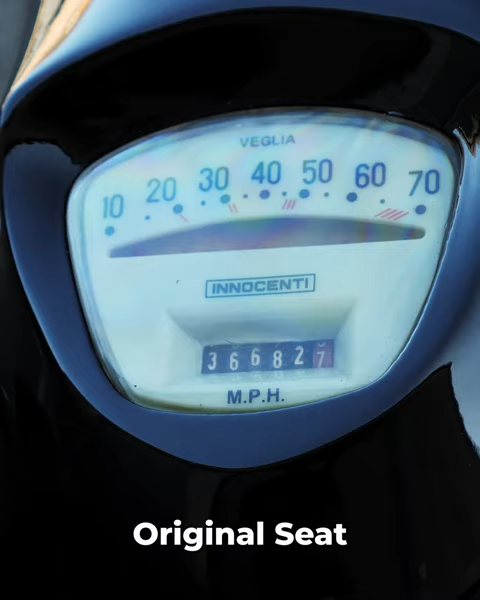 VEGLIA
10 20 30 40 50 60 70
INNOCENTI
366827
M.P.H.
Original Seat